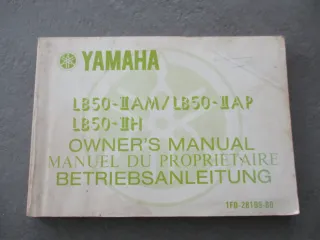 YAMAHA
LB50-ⅡAM/LB50-ⅡAP
LB50-ⅡH
OWNER'S MANUAL
MANUEL DU PROPRIETAIRE
BETRIEBSANLEITUNG